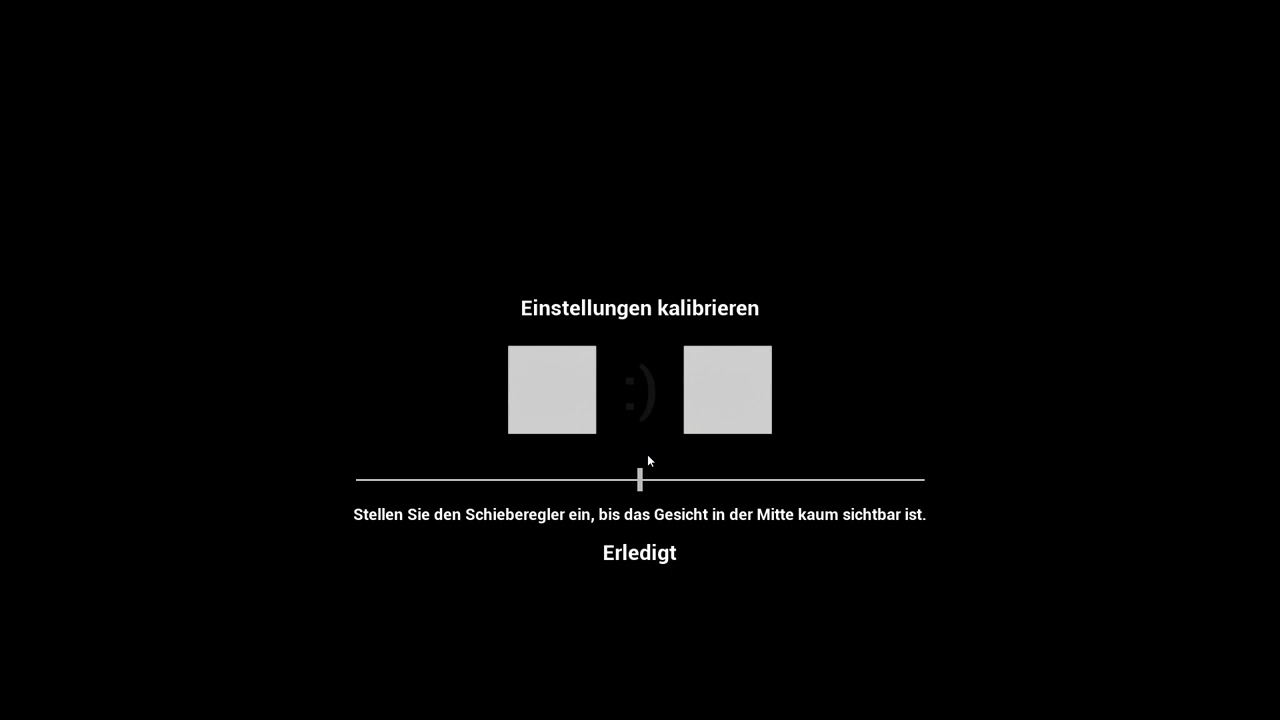 Einstellungen kalibrieren
:)
Stellen Sie den Schieberegler ein, bis das Gesicht in der Mitte kaum sichtbar ist.
Erledigt